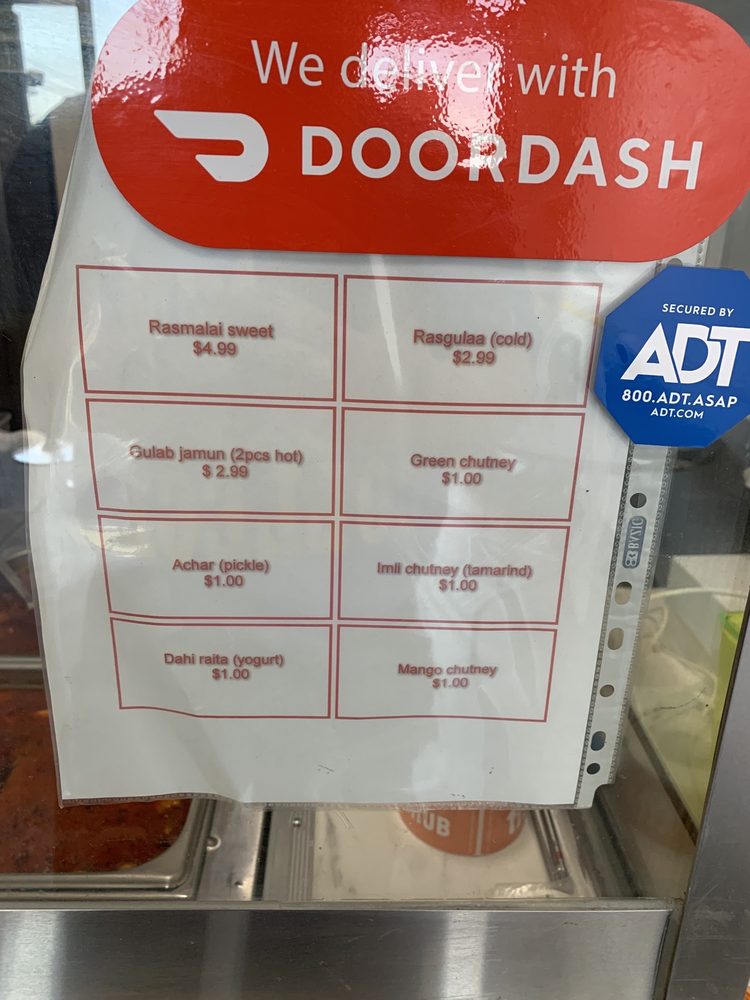 We deliver with
DOORDASH
SECURED BY
ADT
800.ADT.ASAP
ADT.COM
Rasmalai sweet
$4.99
Rasgulaa (cold)
$2.99
Gulab jamun (2pcs hot)
$ 2.99
Green chutney
$1.00
Achar (pickle)
$1.00
Imli chutney (tamarind)
$1.00
Dahi raita (yogurt)
$1.00
Mango chutney
$1.00